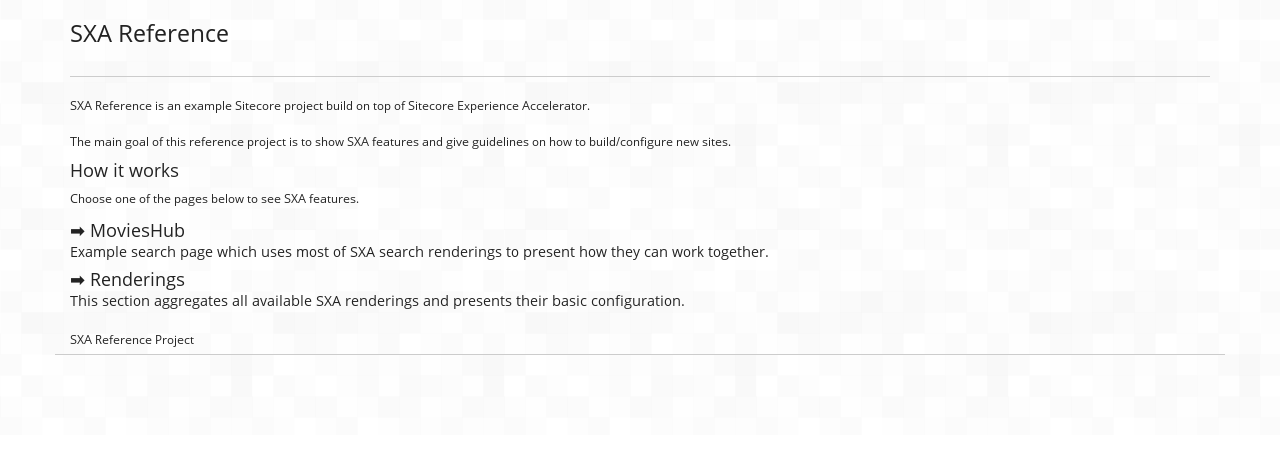 SXA Reference
SXA Reference is an example Sitecore project build on top of Sitecore Experience Accelerator.
The main goal of this reference project is to show SXA features and give guidelines on how to build/configure new sites.
How it works
Choose one of the pages below to see SXA features.
➡ MoviesHub
Example search page which uses most of SXA search renderings to present how they can work together.
➡ Renderings
This section aggregates all available SXA renderings and presents their basic configuration.
SXA Reference Project